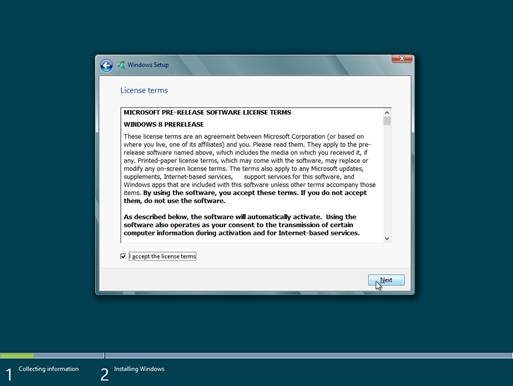 Windows Setup
License terms
MICROSOFT PRE-RELEASE SOFTWARE LICENSE TERMS
WINDOWS 8 PRERELEASE
These license terms are an agreement between Microsoft Corporation (or based on
where you live, one of its affiliates) and you. Please read them. They apply to the pre-
release software named above, which includes the media on which you received it, if
any. Printed-paper license terms, which may come with the software, may replace or
modify any on-screen license terms. The terms also apply to any Microsoft updates,
supplements, Internet-based services, support services for this software, and
Windows apps that are included with this software unless other terms accompany those
items. By using the software, you accept these terms. If you do not accept
them, do not use the software.
As described below, the software will automatically activate. Using the
software also operates as your consent to the transmission of certain
computer information during activation and for Internet-based services.
I accept the license terms
Next
1 Collecting information
2 Installing Windows